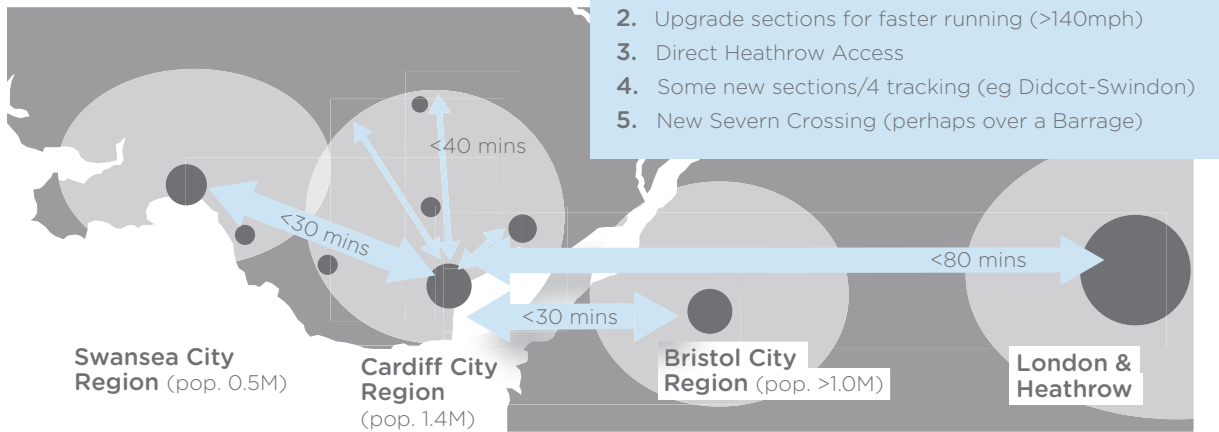 2. Upgrade sections for faster running (>140mph)
3. Direct Heathrow Access
4. Some new sections/4 tracking (eg Didcot-Swindon)
5. New Severn Crossing (perhaps over a Barrage)
<40 mins
<30 mins
<80 mins
<30 mins
Swansea City
Region (pop. 0.5M)
Cardiff City
Region
(pop. 1.4M)
Bristol City
Region (pop. >1.0M)
London &
Heathrow